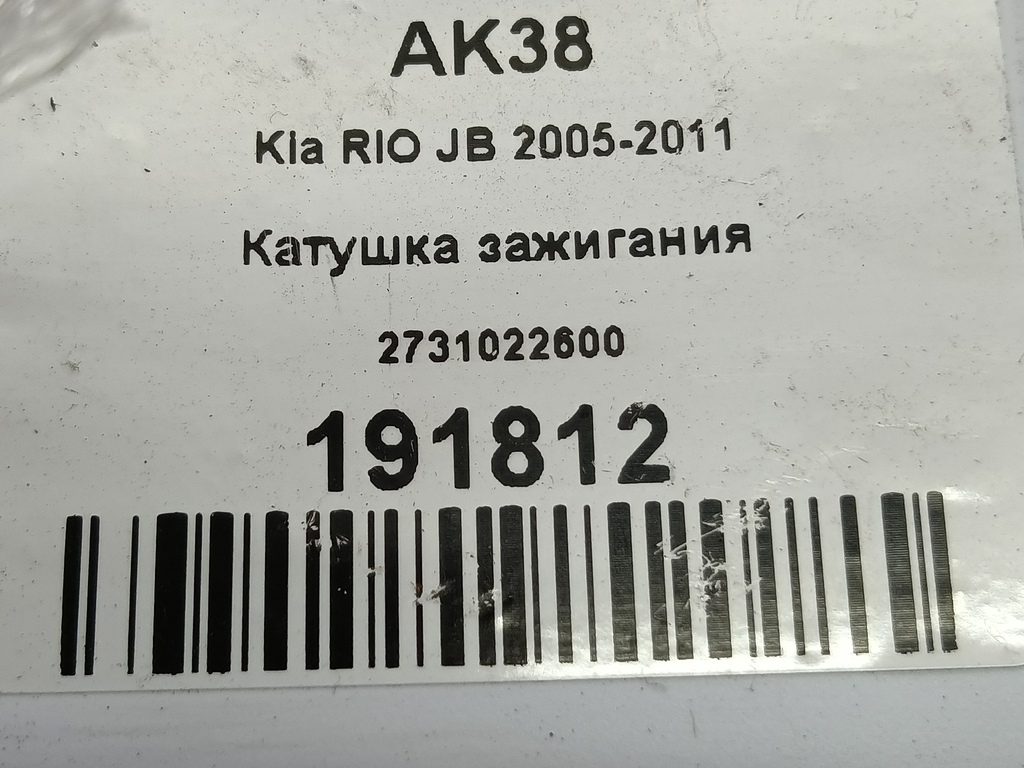 AK38
Kia RIO JB 2005-2011
Катушка зажигания
2731022600
191812